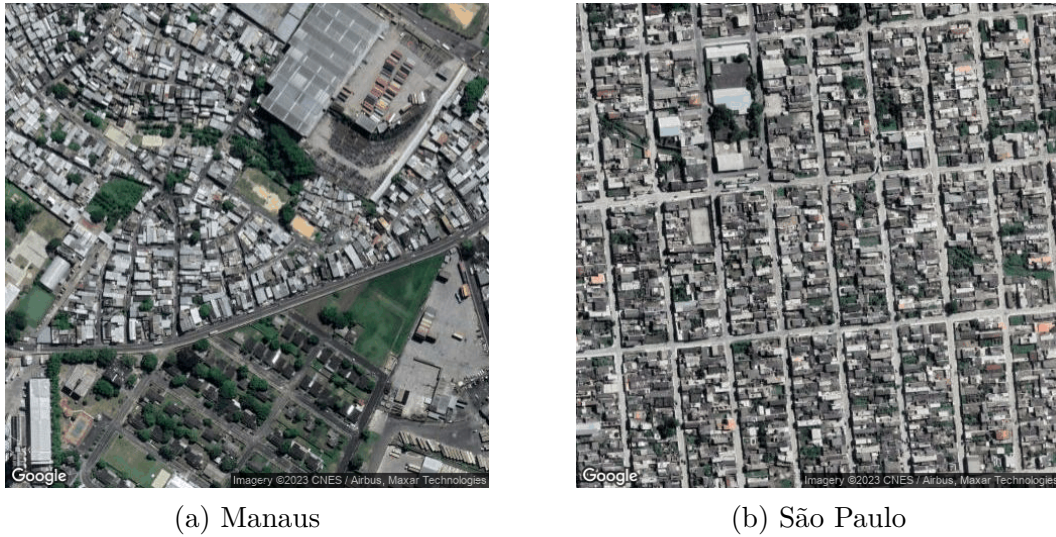 Google
Imagery ©2023 CNES / Airbus, Maxar Technologies
Google
Imagery ©2023 CNES / Airbus, Maxar Technologies
(a) Manaus
(b) São Paulo